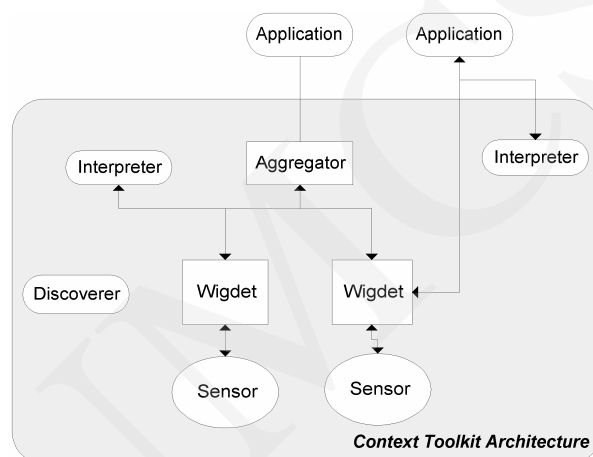 Application
Application
Interpreter
Aggregator
Interpreter
Discoverer
Wigdet
Wigdet
Sensor
Sensor
Context Toolkit Architecture